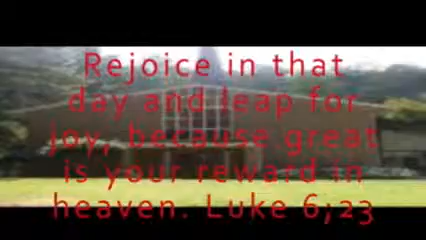 Rejoice in that
day and leap for
joy, because great
is your reward in
heaven. Luke 6;23